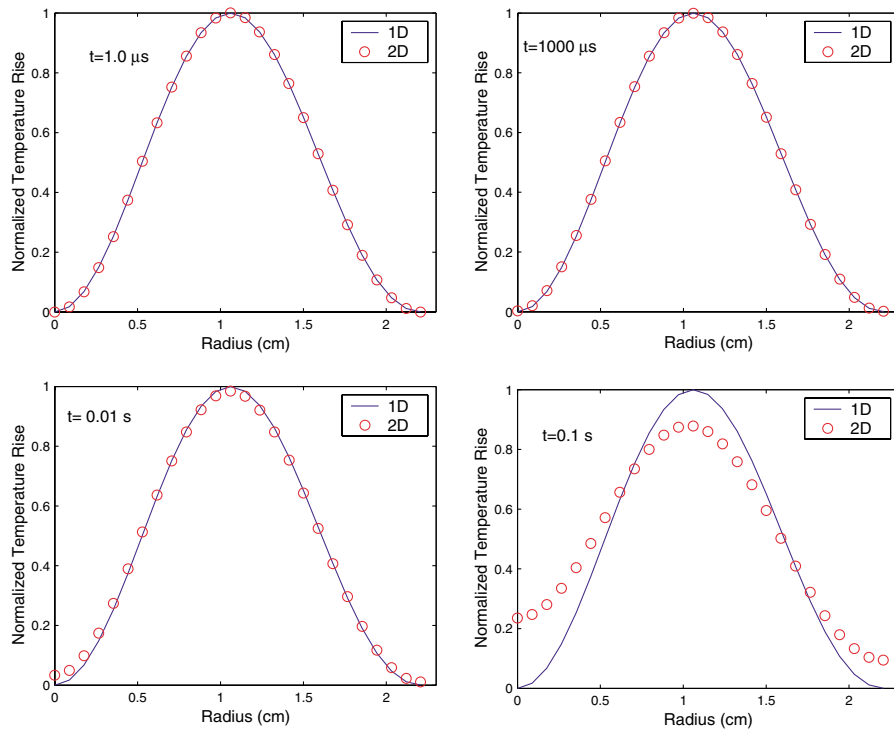 Normalized Temperature Rise
1
0.8
0.6
0.4
0.2
0
t=1.0 μs
1D
2D
0 0.5 1 1.5 2
Radius (cm)
Normalized Temperature Rise
1
0.8
0.6
0.4
0.2
0
t=1000 μs
1D
2D
0 0.5 1 1.5 2
Radius (cm)
Normalized Temperature Rise
1
0.8
0.6
0.4
0.2
0
t= 0.01 s
1D
2D
0 0.5 1 1.5 2
Radius (cm)
Normalized Temperature Rise
1
0.8
0.6
0.4
0.2
0
t=0.1 s
1D
2D
0 0.5 1 1.5 2
Radius (cm)